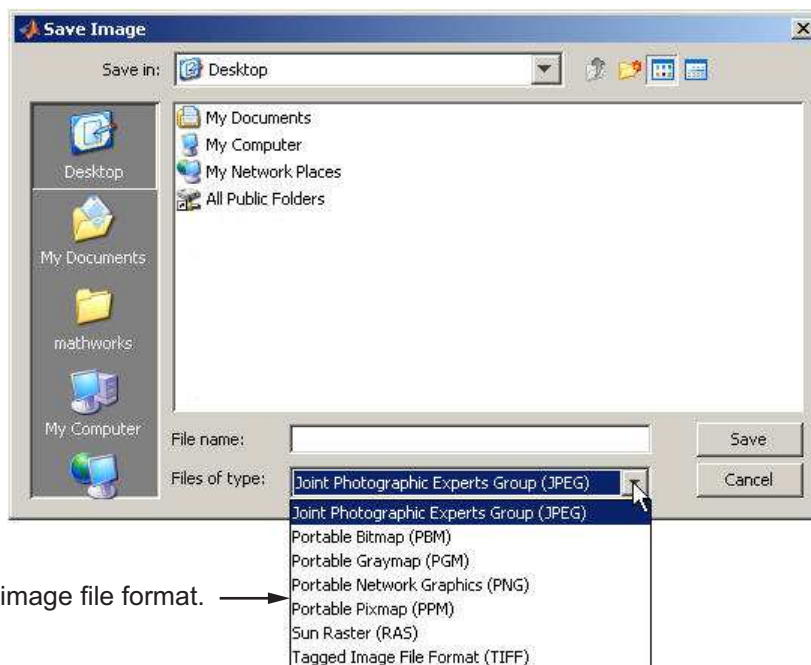 Save Image
Save in:
Desktop
Desktop
My Documents
mathworks
My Computer
My Documents
My Computer
My Network Places
All Public Folders
File name:
Save
Files of type:
Joint Photographic Experts Group (JPEG)
Cancel
Joint Photographic Experts Group (JPEG)
Portable Bitmap (PBM)
Portable Graymap (PGM)
Portable Network Graphics (PNG)
Portable Pixmap (PPM)
Sun Raster (RAS)
Tagged Image File Format (TIFF)
image file format.